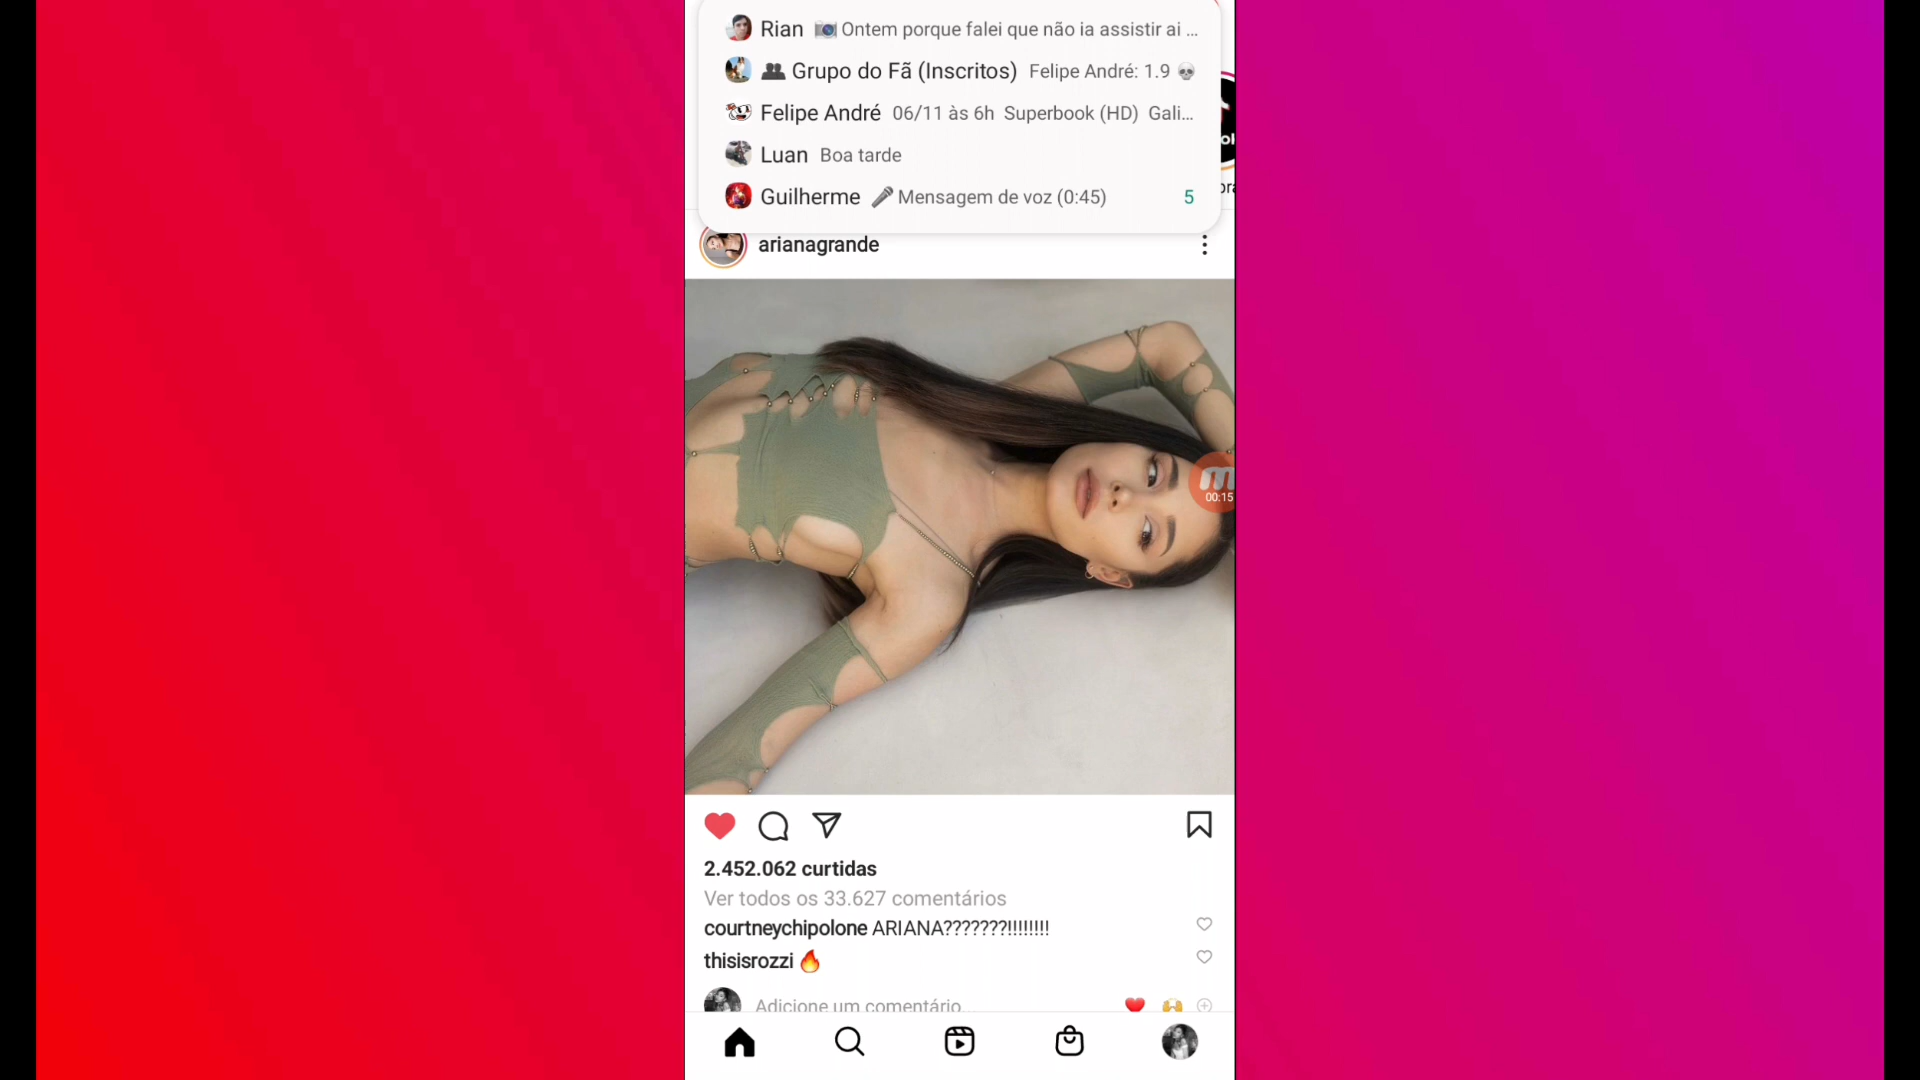 Rian 📷 Ontem porque falei que não ia assistir ai ...
👥 Grupo do Fã (Inscritos) Felipe André: 1.9 💀
Felipe André 06/11 às 6h Superbook (HD) Gali...
Luan Boa tarde
Guilherme 🎤 Mensagem de voz (0:45) 5
arianagrande
00:15
2.452.062 curtidas
Ver todos os 33.627 comentários
courtneychipolone ARIANA???????!!!!!!!!
thisisrozzi 🔥
Adicione um comentário...